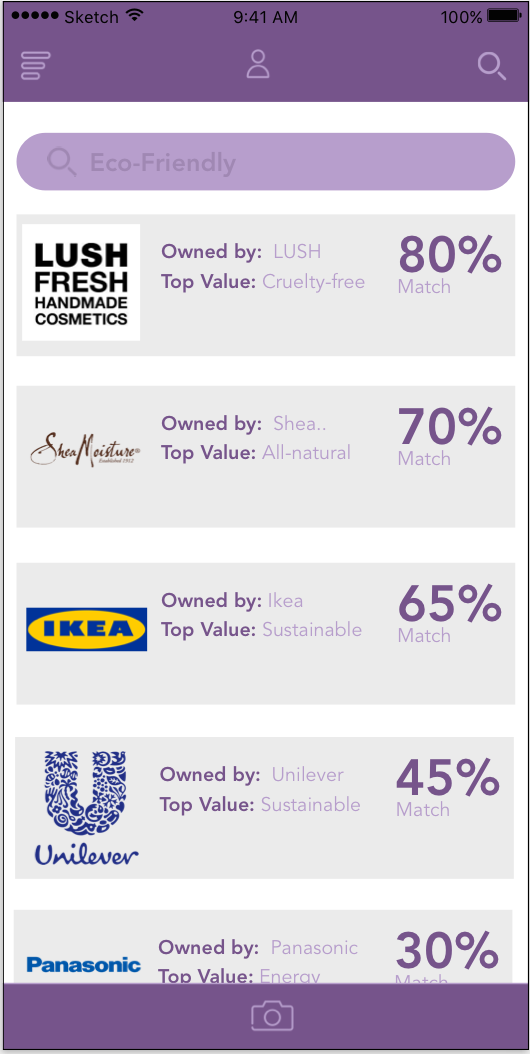 Sketch 9:41 AM 100%
Eco-Friendly
LUSH
FRESH
HANDMADE
COSMETICS
Owned by: LUSH
Top Value: Cruelty-free
80%
Match
SheaMoisture®
Established 1912
Owned by: Shea..
Top Value: All-natural
70%
Match
IKEA
Owned by: Ikea
Top Value: Sustainable
65%
Match
Unilever
Owned by: Unilever
Top Value: Sustainable
45%
Match
Panasonic
Owned by: Panasonic
Top Value: Energy
30%
Match